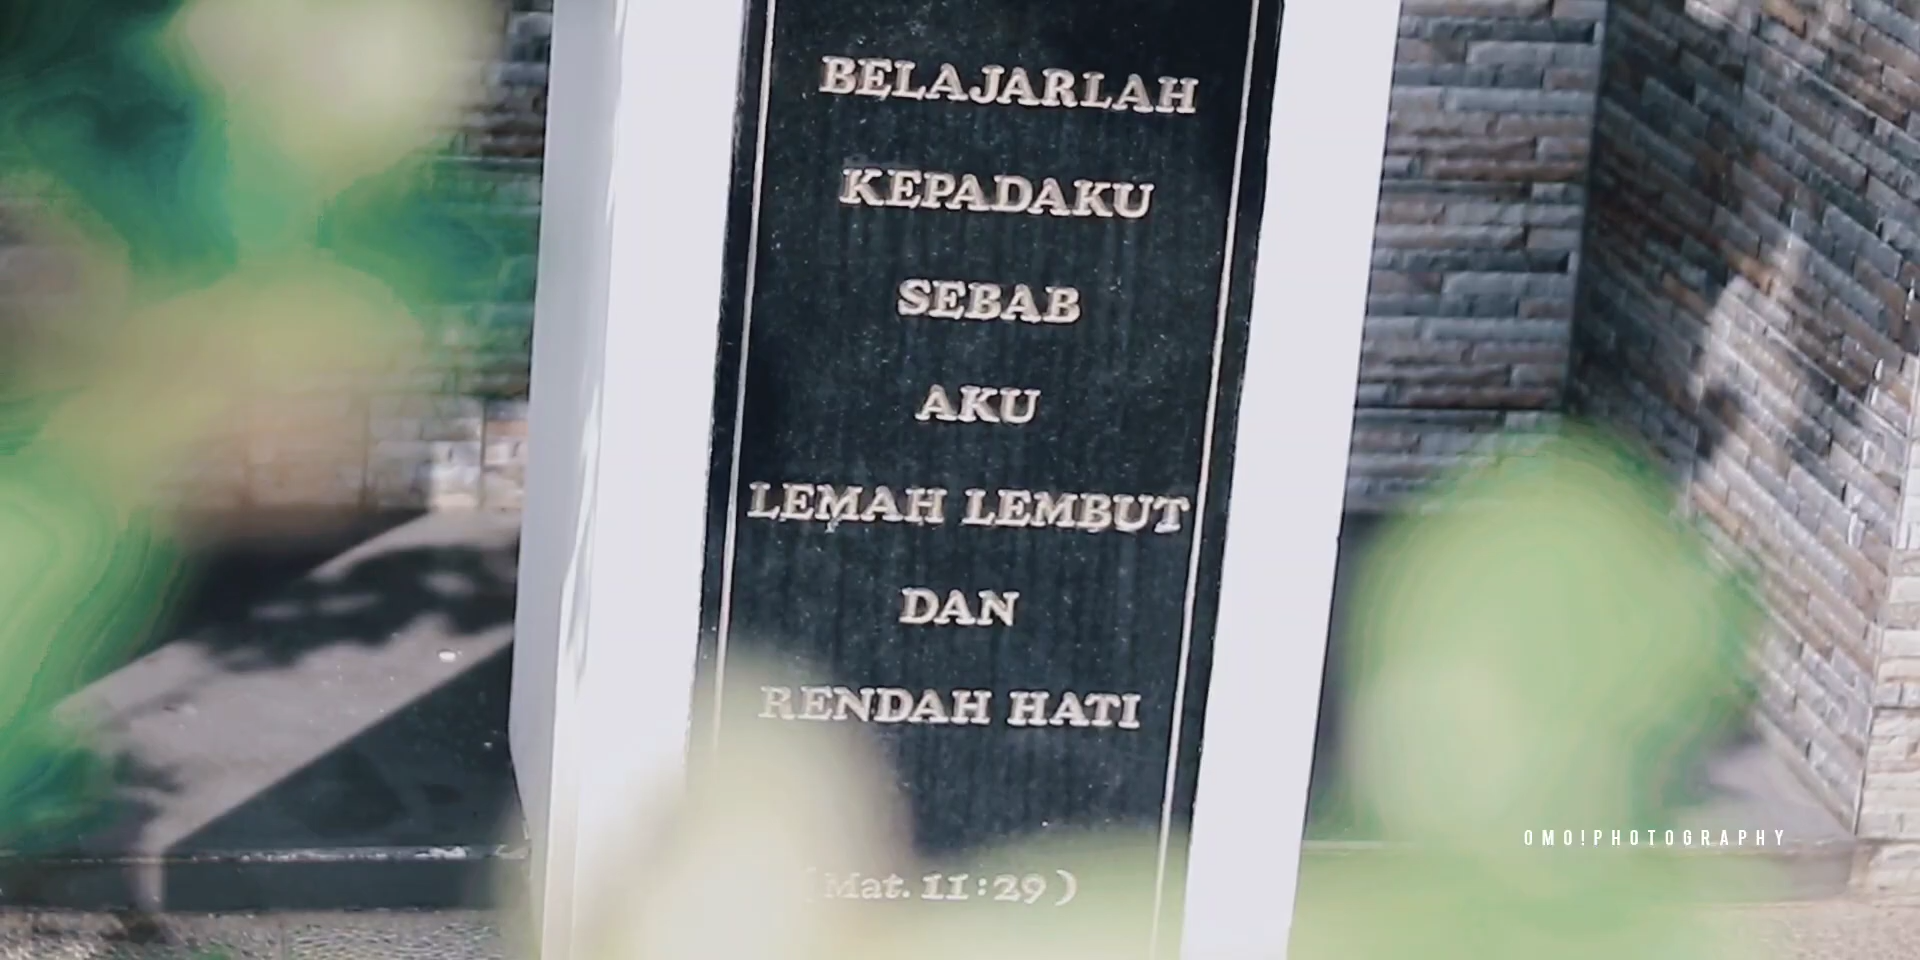 BELAJARLAH
KEPADAKU
SEBAB
AKU
LEMAH LEMBUT
DAN
RENDAH HATI
(Mat. 11:29)
OMO!PHOTOGRAPHY